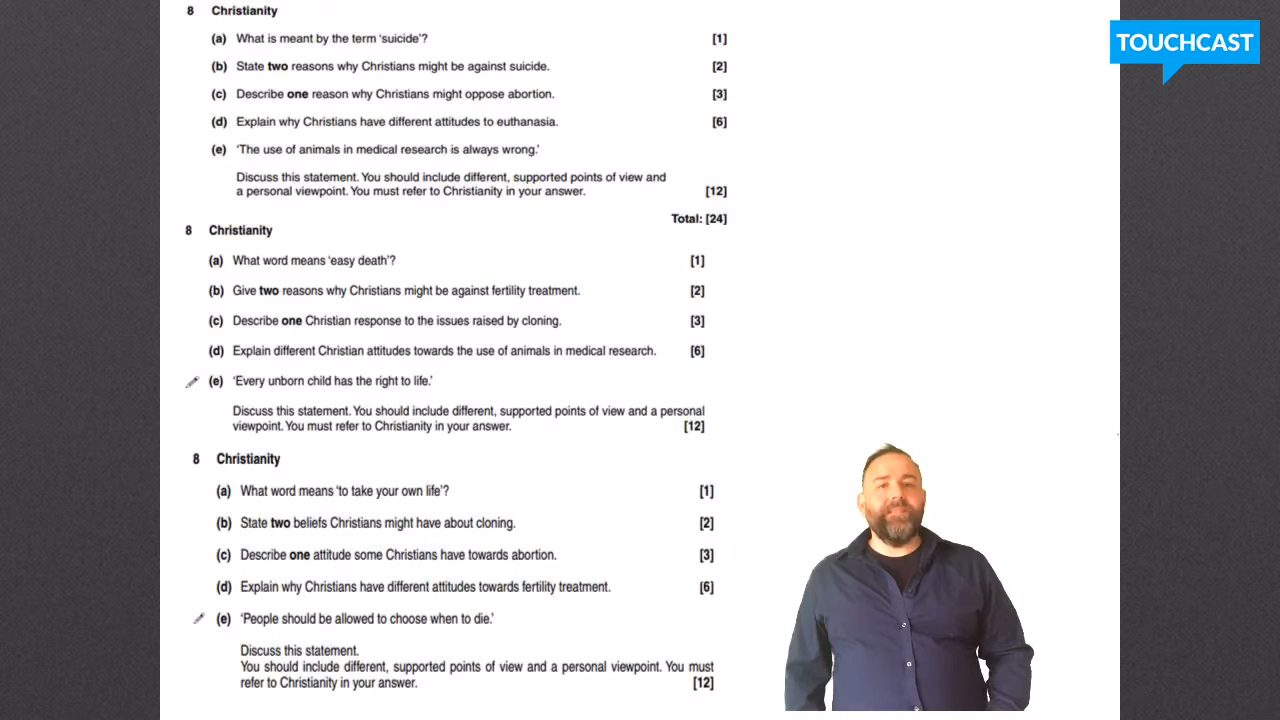 TOUCHCAST
8 Christianity
(a) What is meant by the term ‘suicide’? [1]
(b) State two reasons why Christians might be against suicide. [2]
(c) Describe one reason why Christians might oppose abortion. [3]
(d) Explain why Christians have different attitudes to euthanasia. [6]
(e) ‘The use of animals in medical research is always wrong.’
Discuss this statement. You should include different, supported points of view and
a personal viewpoint. You must refer to Christianity in your answer. [12]
Total: [24]
8 Christianity
(a) What word means ‘easy death’? [1]
(b) Give two reasons why Christians might be against fertility treatment. [2]
(c) Describe one Christian response to the issues raised by cloning. [3]
(d) Explain different Christian attitudes towards the use of animals in medical research. [6]
(e) ‘Every unborn child has the right to life.’
Discuss this statement. You should include different, supported points of view and a personal
viewpoint. You must refer to Christianity in your answer. [12]
8 Christianity
(a) What word means ‘to take your own life’? [1]
(b) State two beliefs Christians might have about cloning. [2]
(c) Describe one attitude some Christians have towards abortion. [3]
(d) Explain why Christians have different attitudes towards fertility treatment. [6]
(e) ‘People should be allowed to choose when to die.’
Discuss this statement.
You should include different, supported points of view and a personal viewpoint. You must
refer to Christianity in your answer. [12]